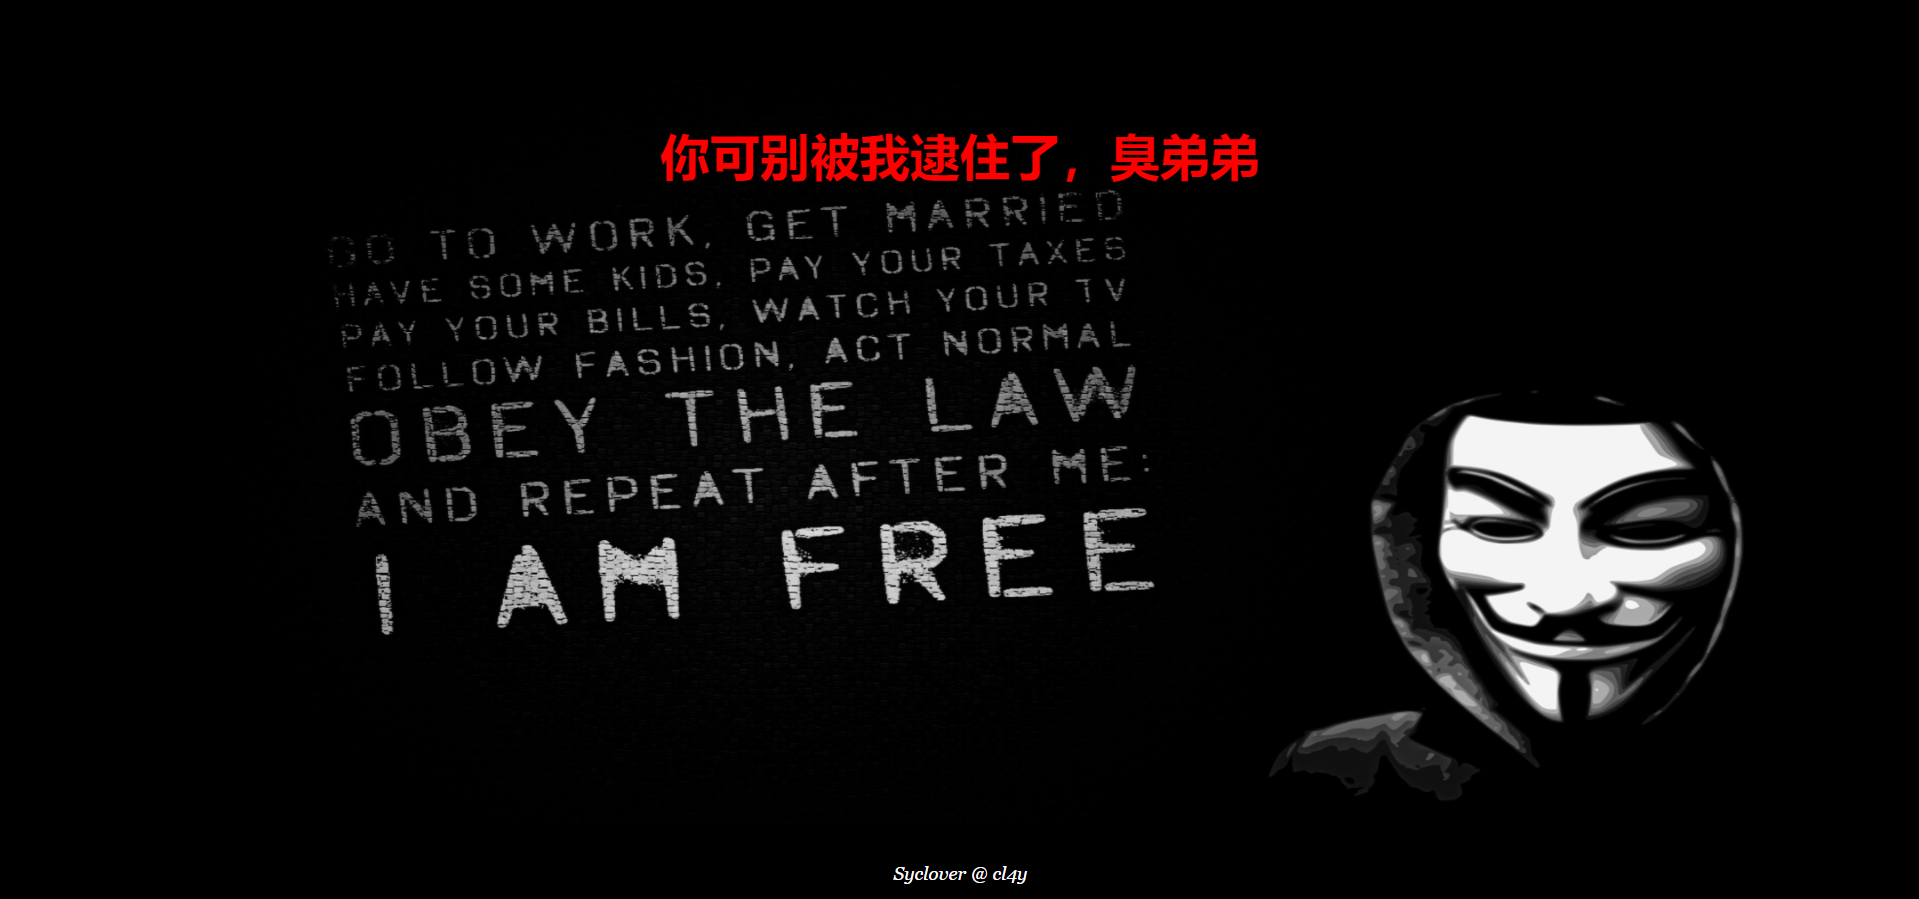 你可别被我逮住了，臭弟弟
GO TO WORK, GET MARRIED
HAVE SOME KIDS, PAY YOUR TAXES
PAY YOUR BILLS, WATCH YOUR TV
FOLLOW FASHION, ACT NORMAL
OBEY THE LAW
AND REPEAT AFTER ME:
I AM FREE
Syclover @ cl4y